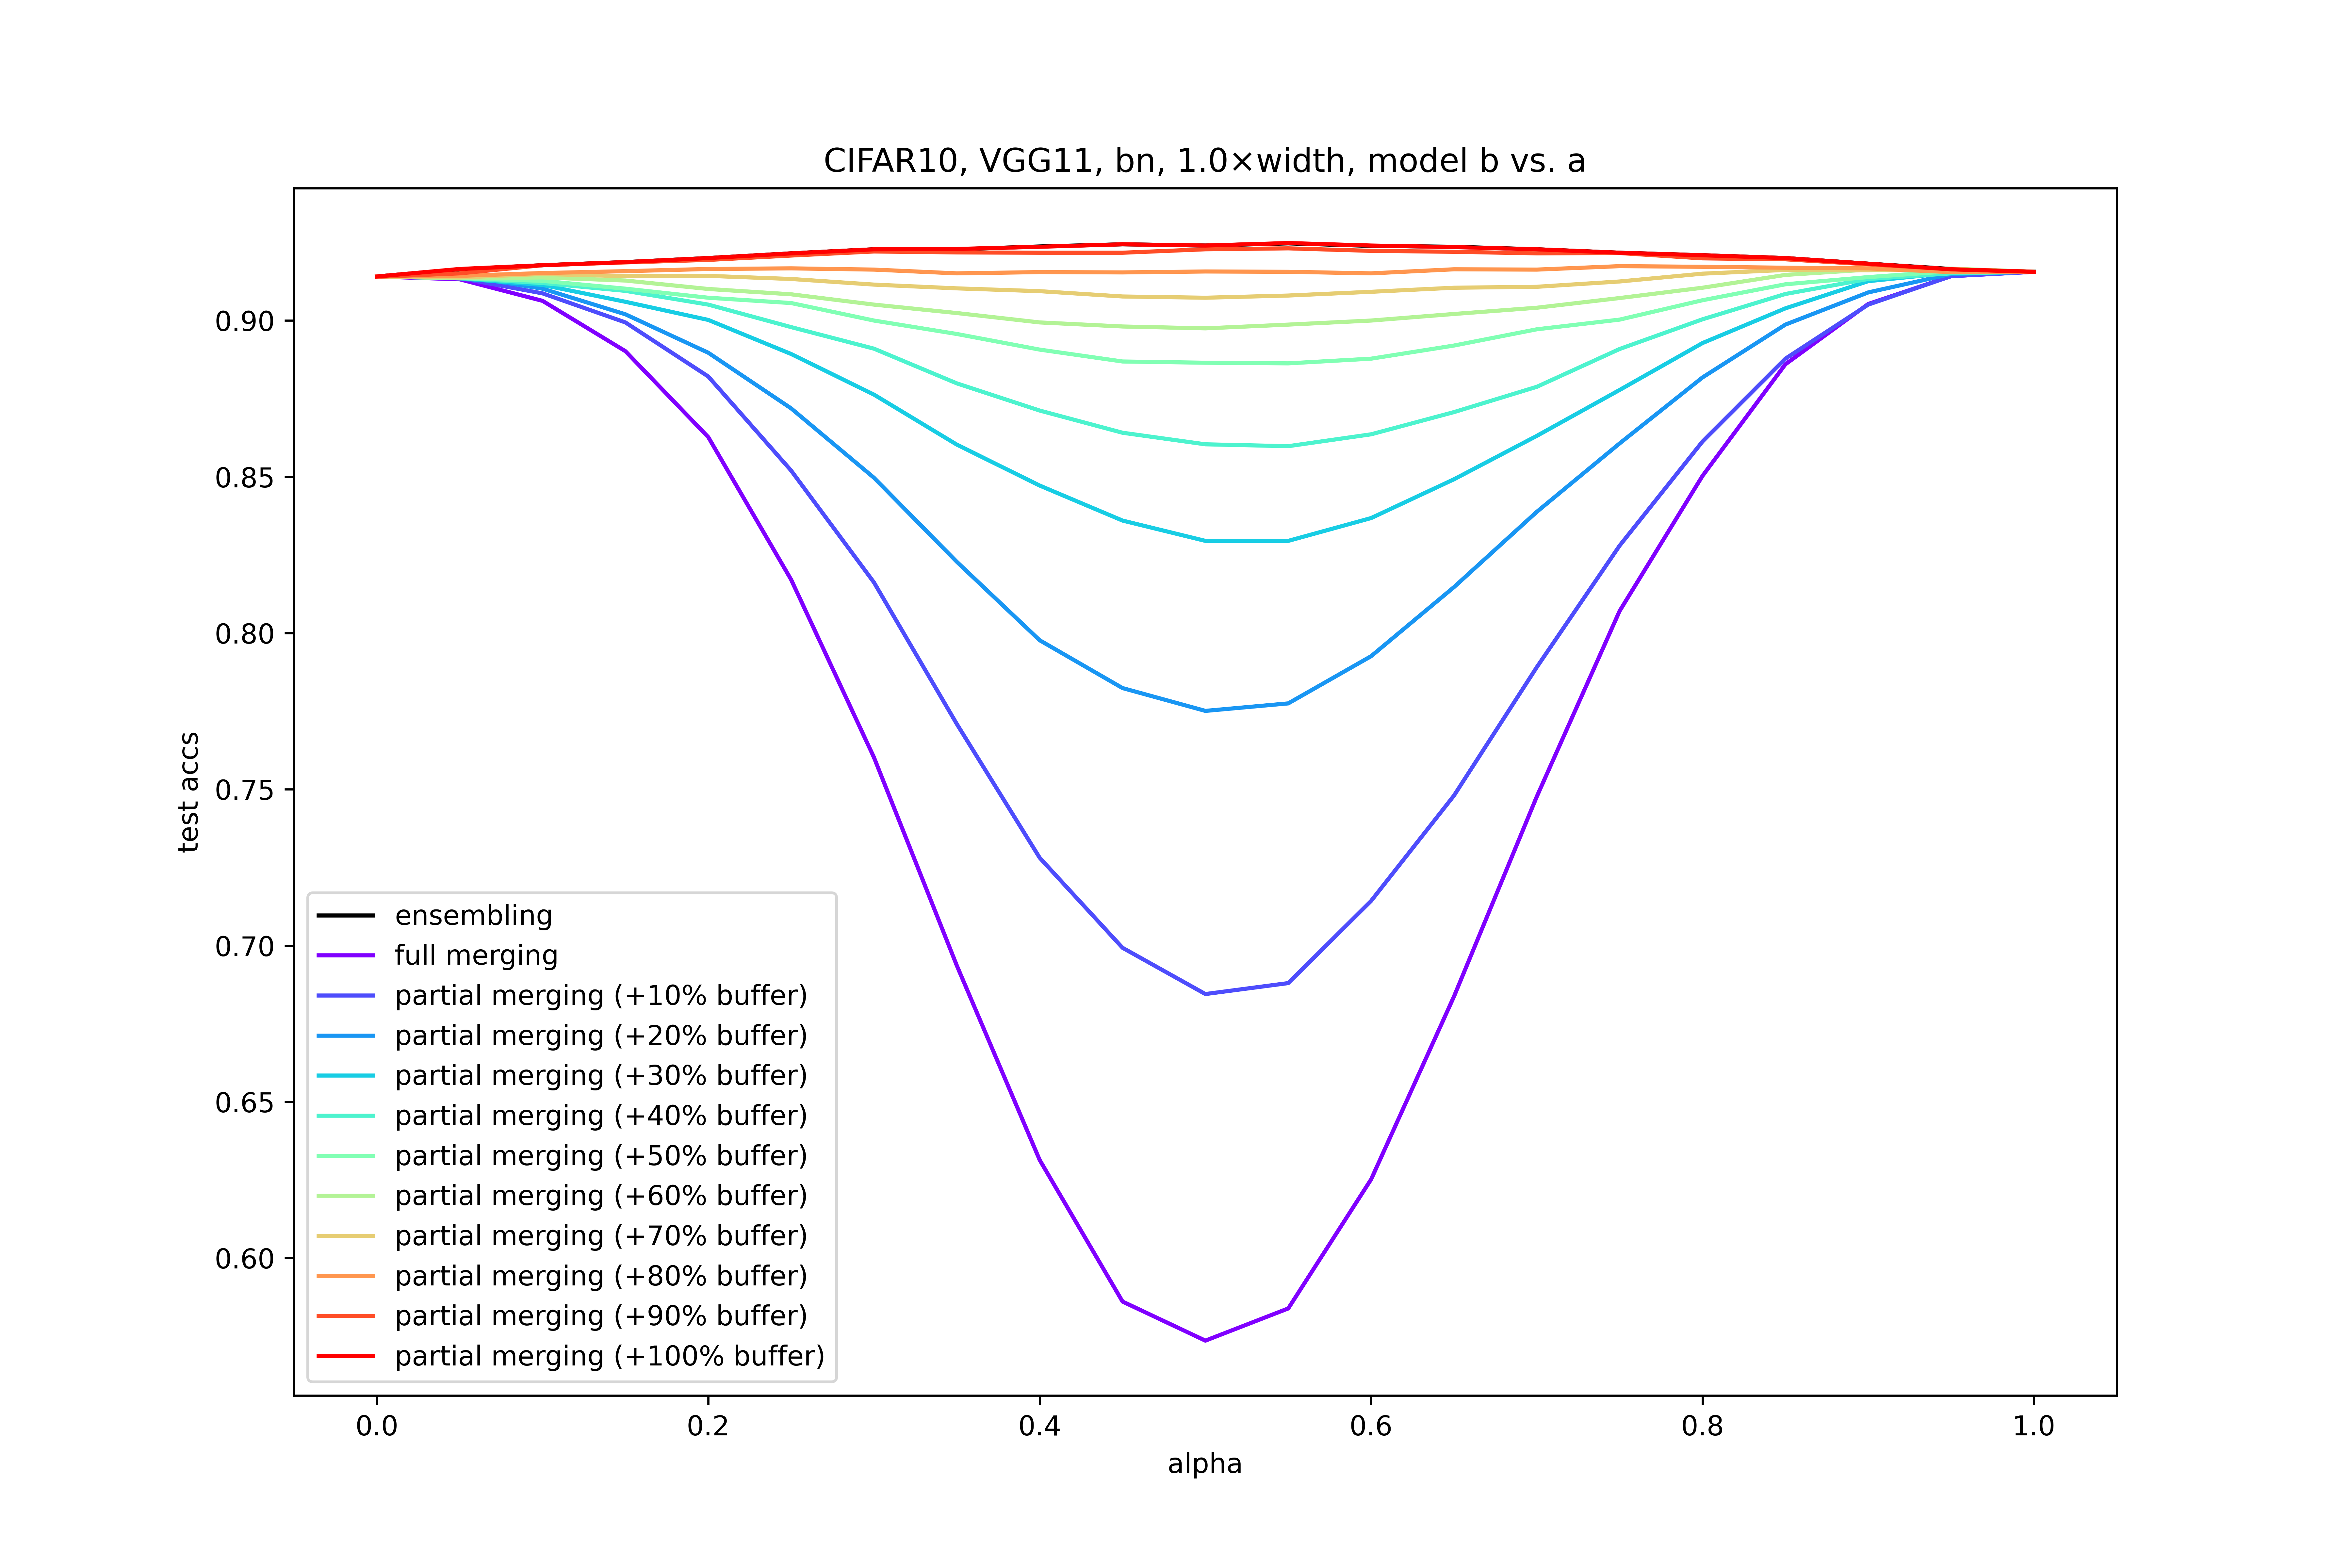 CIFAR10, VGG11, bn, 1.0×width, model b vs. a
test accs
0.90
0.85
0.80
0.75
0.70
0.65
0.60
ensembling
full merging
partial merging (+10% buffer)
partial merging (+20% buffer)
partial merging (+30% buffer)
partial merging (+40% buffer)
partial merging (+50% buffer)
partial merging (+60% buffer)
partial merging (+70% buffer)
partial merging (+80% buffer)
partial merging (+90% buffer)
partial merging (+100% buffer)
0.0 0.2 0.4 0.6 0.8 1.0
alpha